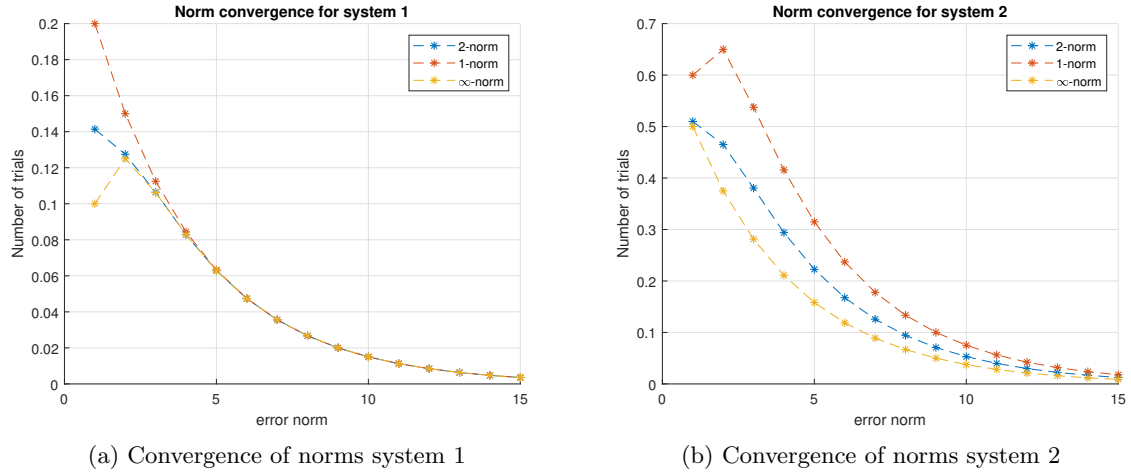 Norm convergence for system 1
0.2
0.18
0.16
0.14
0.12
0.1
0.08
0.06
0.04
0.02
0
Number of trials
2-norm
1-norm
∞-norm
0
5
10
15
error norm
(a) Convergence of norms system 1
Norm convergence for system 2
0.7
0.6
0.5
0.4
0.3
0.2
0.1
0
Number of trials
2-norm
1-norm
∞-norm
0
5
10
15
error norm
(b) Convergence of norms system 2